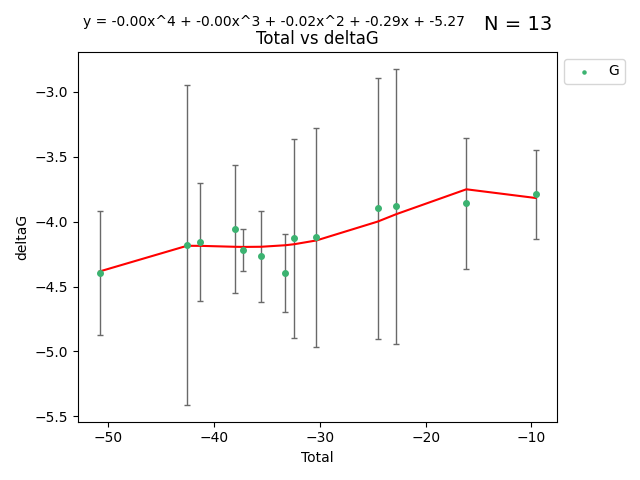 y = -0.00x^4 + -0.00x^3 + -0.02x^2 + -0.29x + -5.27
N = 13
Total vs deltaG
G
−3.0
−3.5
−4.0
−4.5
−5.0
−5.5
deltaG
−50
−40
−30
−20
−10
Total